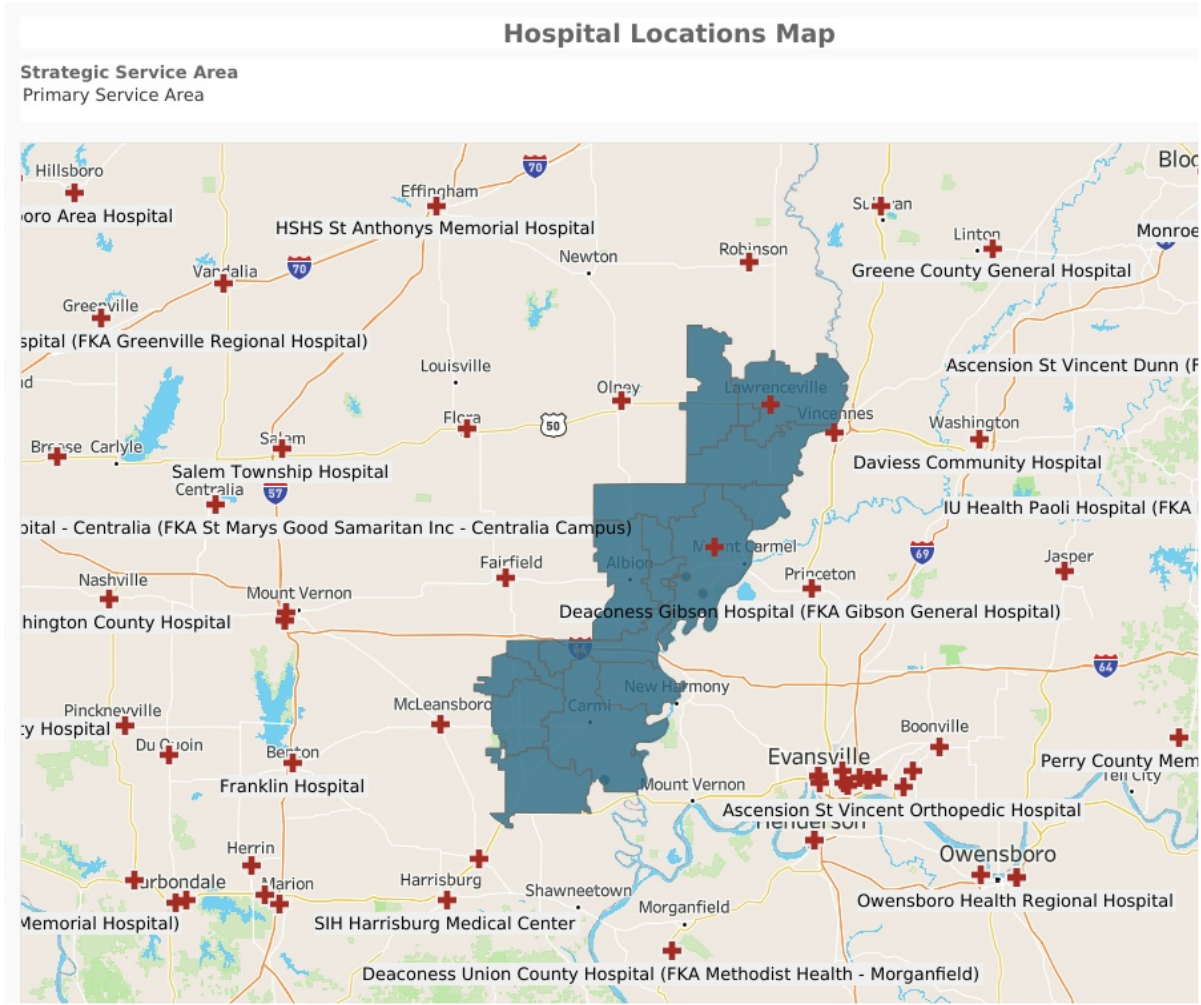 Hospital Locations Map
Strategic Service Area
Primary Service Area
70
Bloo
Hillsboro
Effingham
oro Area Hospital
HSHS St Anthonys Memorial Hospital
Linton
Monroe
Robinson
Newton
70
Vandalia
Greene County General Hospital
Greenville
spital (FKA Greenville Regional Hospital)
Louisville
Ascension St Vincent Dunn (F
Olney
Lawrenceville
Flora
50
Vincennes
Washington
Carlyle
Salem
Daviess Community Hospital
Salem Township Hospital
Centralia
57
IU Health Paoli Hospital (FKA
pital - Centralia (FKA St Marys Good Samaritan Inc - Centralia Campus)
Mount Carmel
69
Jasper
Fairfield
Albion
Princeton
Nashville
Mount Vernon
Deaconess Gibson Hospital (FKA Gibson General Hospital)
hington County Hospital
64
64
New Harmony
McLeansboro
Carmi
Pinckneyville
ty Hospital
Boonville
Du Quoin
Benton
Evansville
Perry County Mem
Tell City
Franklin Hospital
Mount Vernon
Ascension St Vincent Orthopedic Hospital
Henderson
Herrin
Owensboro
Marion
Harrisburg
Shawneetown
Owensboro Health Regional Hospital
Memorial Hospital)
SIH Harrisburg Medical Center
Morganfield
Deaconess Union County Hospital (FKA Methodist Health - Morganfield)